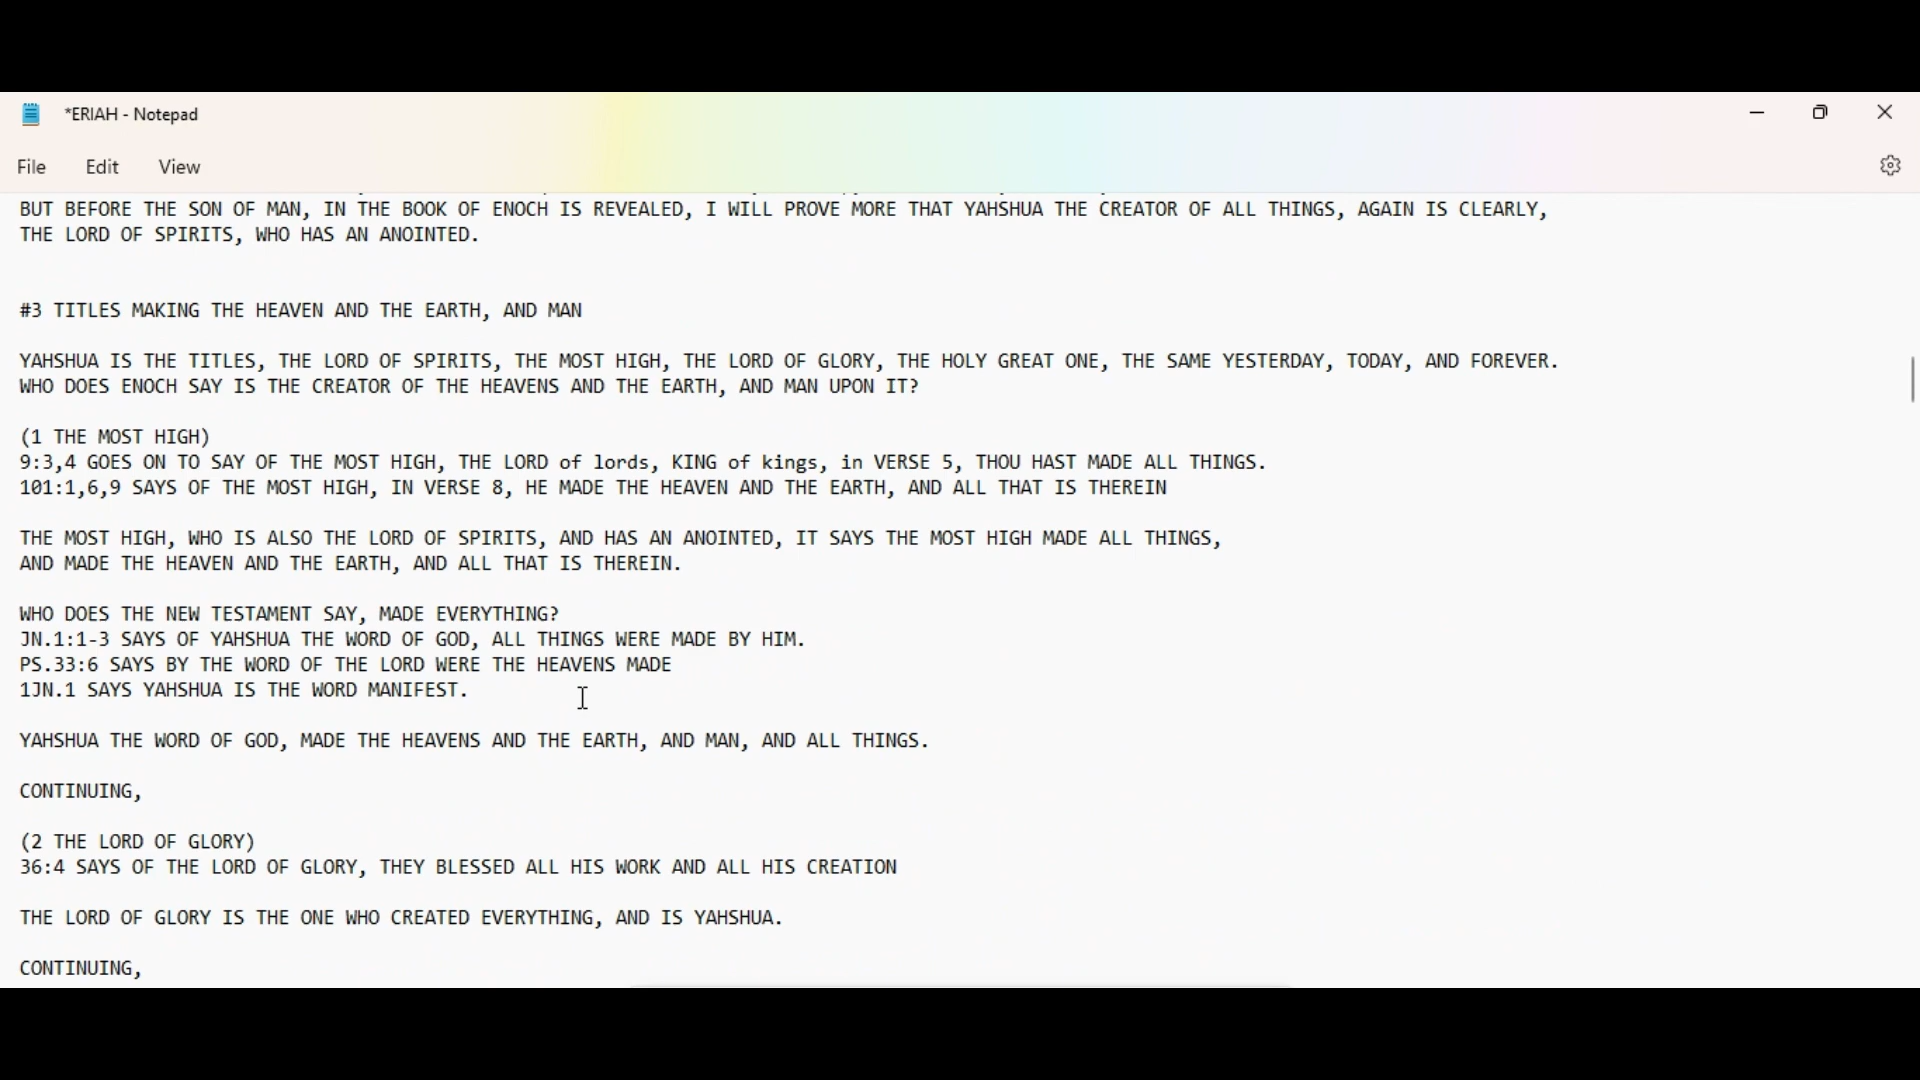 *ERIAH - Notepad
File Edit View
BUT BEFORE THE SON OF MAN, IN THE BOOK OF ENOCH IS REVEALED, I WILL PROVE MORE THAT YAHSHUA THE CREATOR OF ALL THINGS, AGAIN IS CLEARLY,
THE LORD OF SPIRITS, WHO HAS AN ANOINTED.
#3 TITLES MAKING THE HEAVEN AND THE EARTH, AND MAN
YAHSHUA IS THE TITLES, THE LORD OF SPIRITS, THE MOST HIGH, THE LORD OF GLORY, THE HOLY GREAT ONE, THE SAME YESTERDAY, TODAY, AND FOREVER.
WHO DOES ENOCH SAY IS THE CREATOR OF THE HEAVENS AND THE EARTH, AND MAN UPON IT?
(1 THE MOST HIGH)
9:3,4 GOES ON TO SAY OF THE MOST HIGH, THE LORD of lords, KING of kings, in VERSE 5, THOU HAST MADE ALL THINGS.
101:1,6,9 SAYS OF THE MOST HIGH, IN VERSE 8, HE MADE THE HEAVEN AND THE EARTH, AND ALL THAT IS THEREIN
THE MOST HIGH, WHO IS ALSO THE LORD OF SPIRITS, AND HAS AN ANOINTED, IT SAYS THE MOST HIGH MADE ALL THINGS,
AND MADE THE HEAVEN AND THE EARTH, AND ALL THAT IS THEREIN.
WHO DOES THE NEW TESTAMENT SAY, MADE EVERYTHING?
JN.1:1-3 SAYS OF YAHSHUA THE WORD OF GOD, ALL THINGS WERE MADE BY HIM.
PS.33:6 SAYS BY THE WORD OF THE LORD WERE THE HEAVENS MADE
1JN.1 SAYS YAHSHUA IS THE WORD MANIFEST.
YAHSHUA THE WORD OF GOD, MADE THE HEAVENS AND THE EARTH, AND MAN, AND ALL THINGS.
CONTINUING,
(2 THE LORD OF GLORY)
36:4 SAYS OF THE LORD OF GLORY, THEY BLESSED ALL HIS WORK AND ALL HIS CREATION
THE LORD OF GLORY IS THE ONE WHO CREATED EVERYTHING, AND IS YAHSHUA.
CONTINUING,